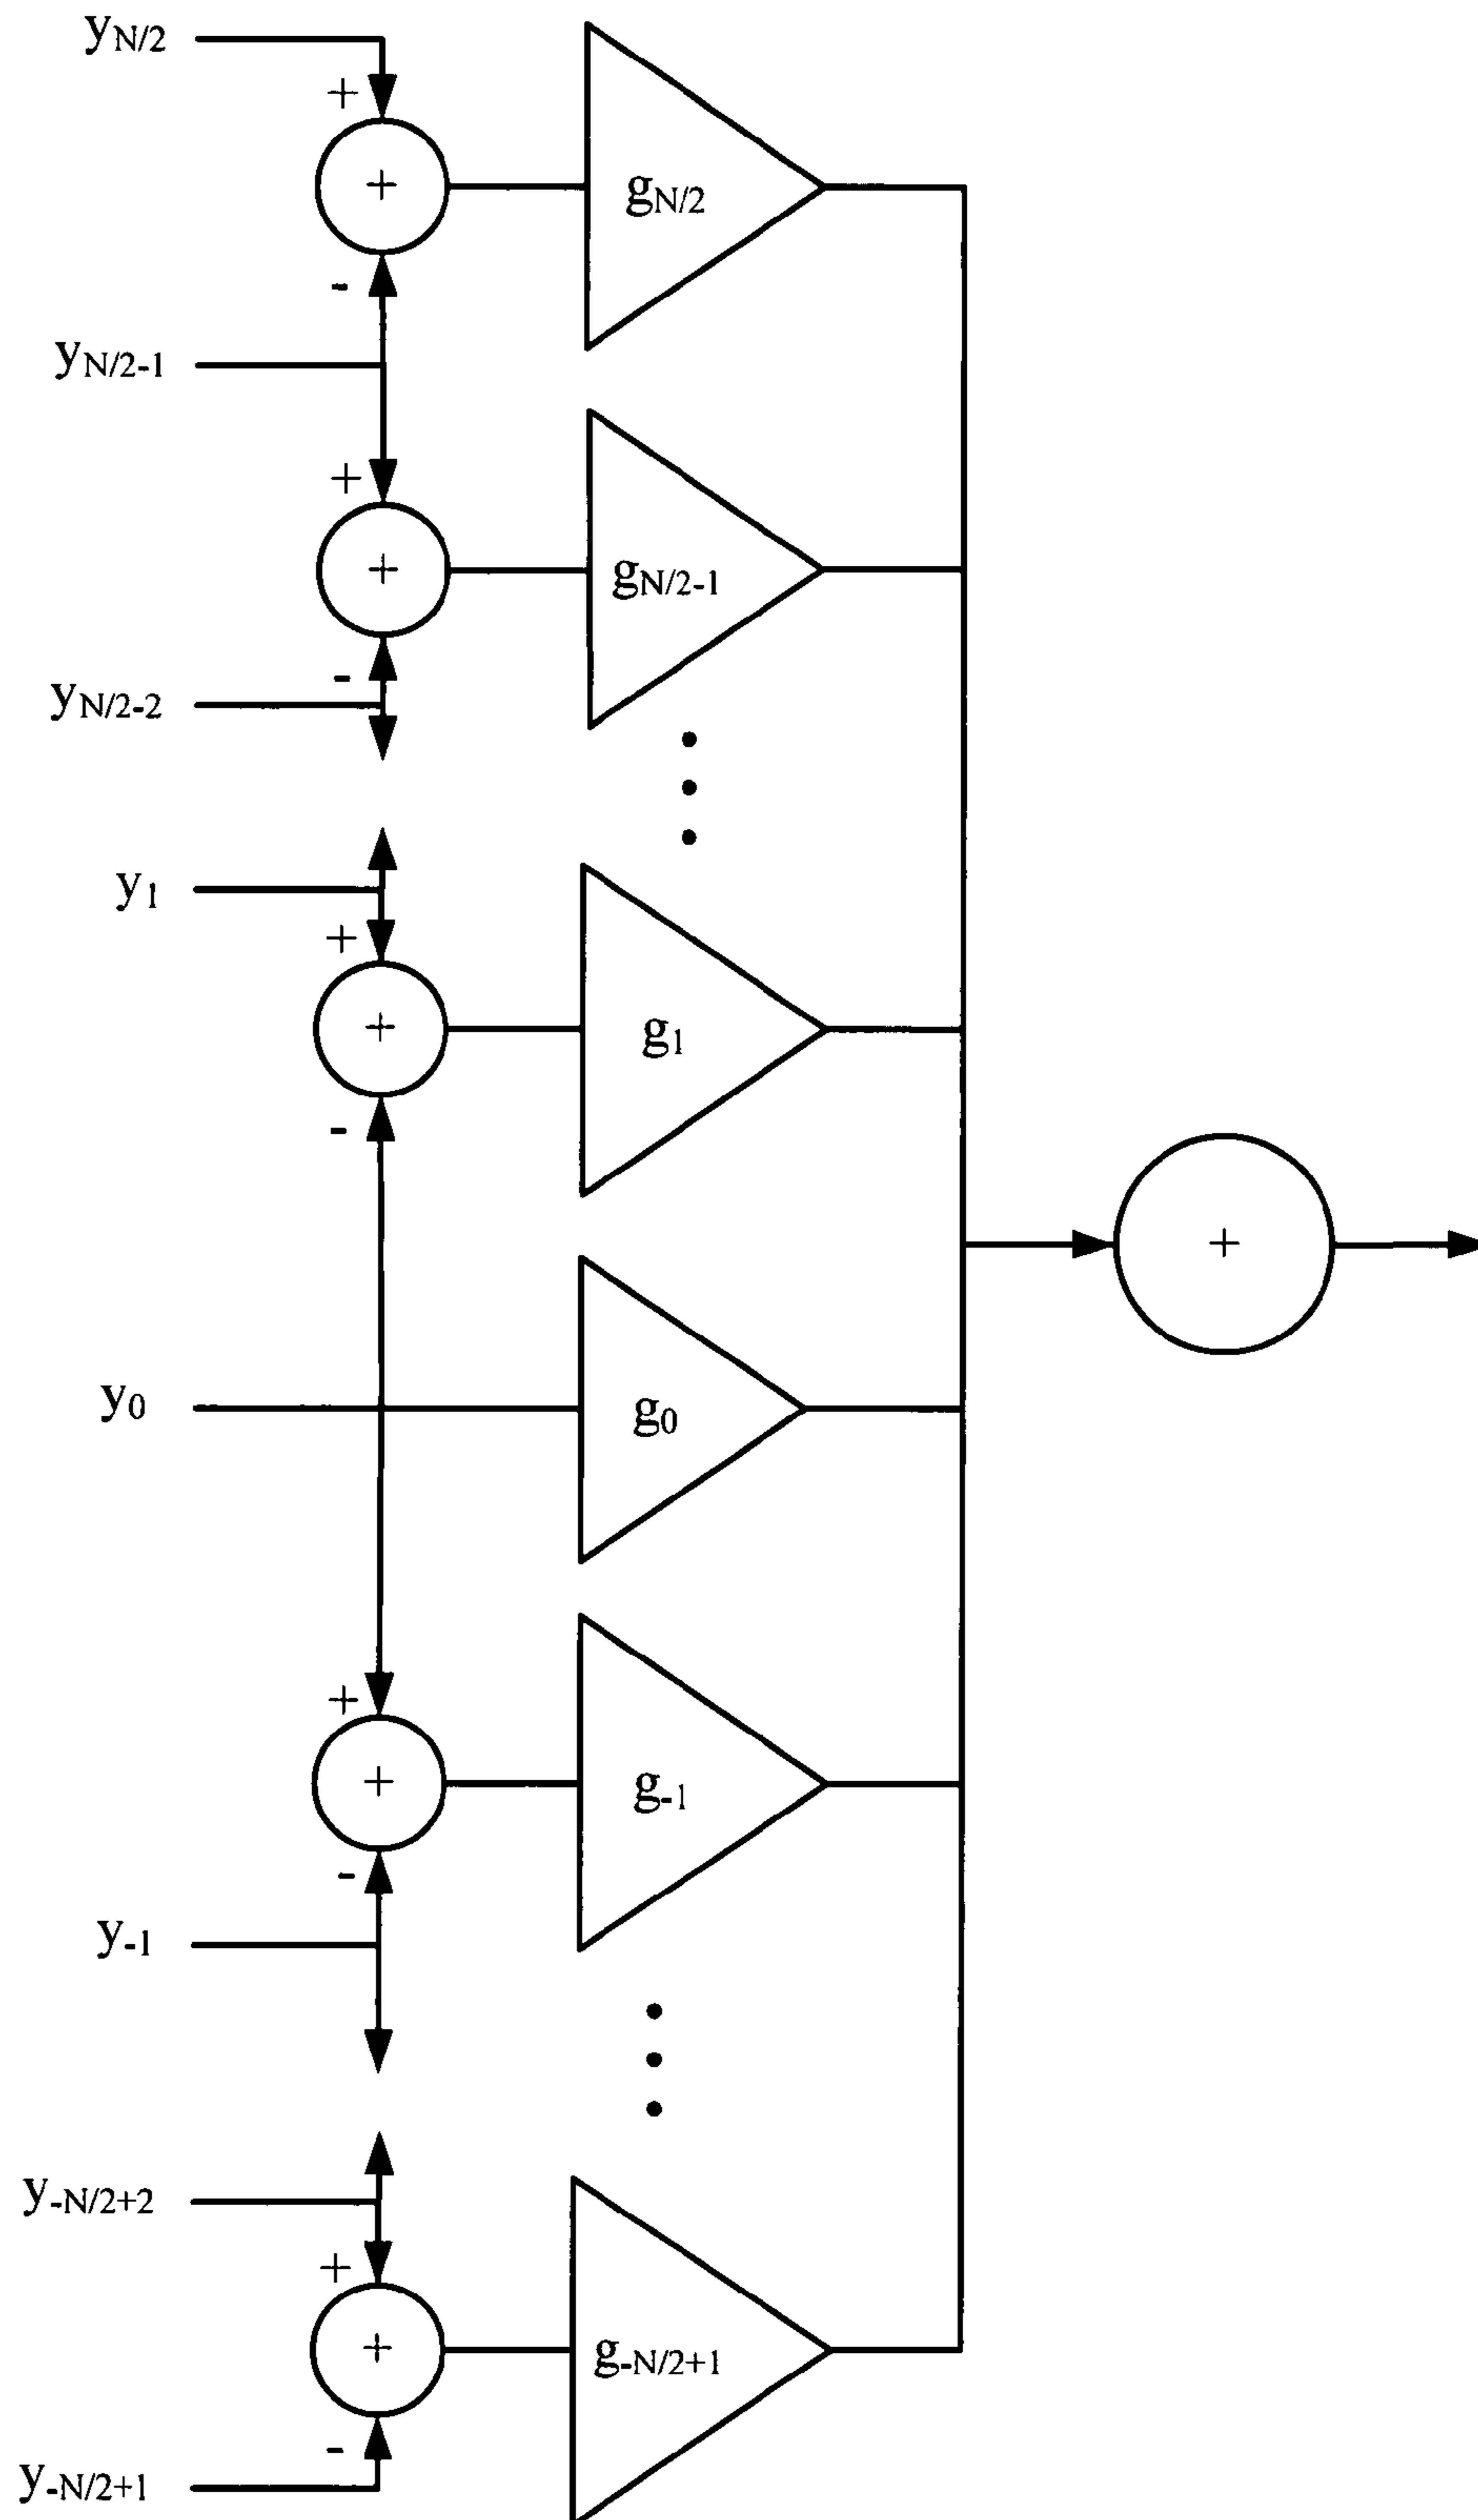 yN/2
+
+
gN/2
-
yN/2-1
+
+
gN/2-1
-
yN/2-2
y1
+
+
g1
-
+
y0
g0
+
+
g-1
-
y-1
y-N/2+2
+
+
g-N/2+1
-
y-N/2+1